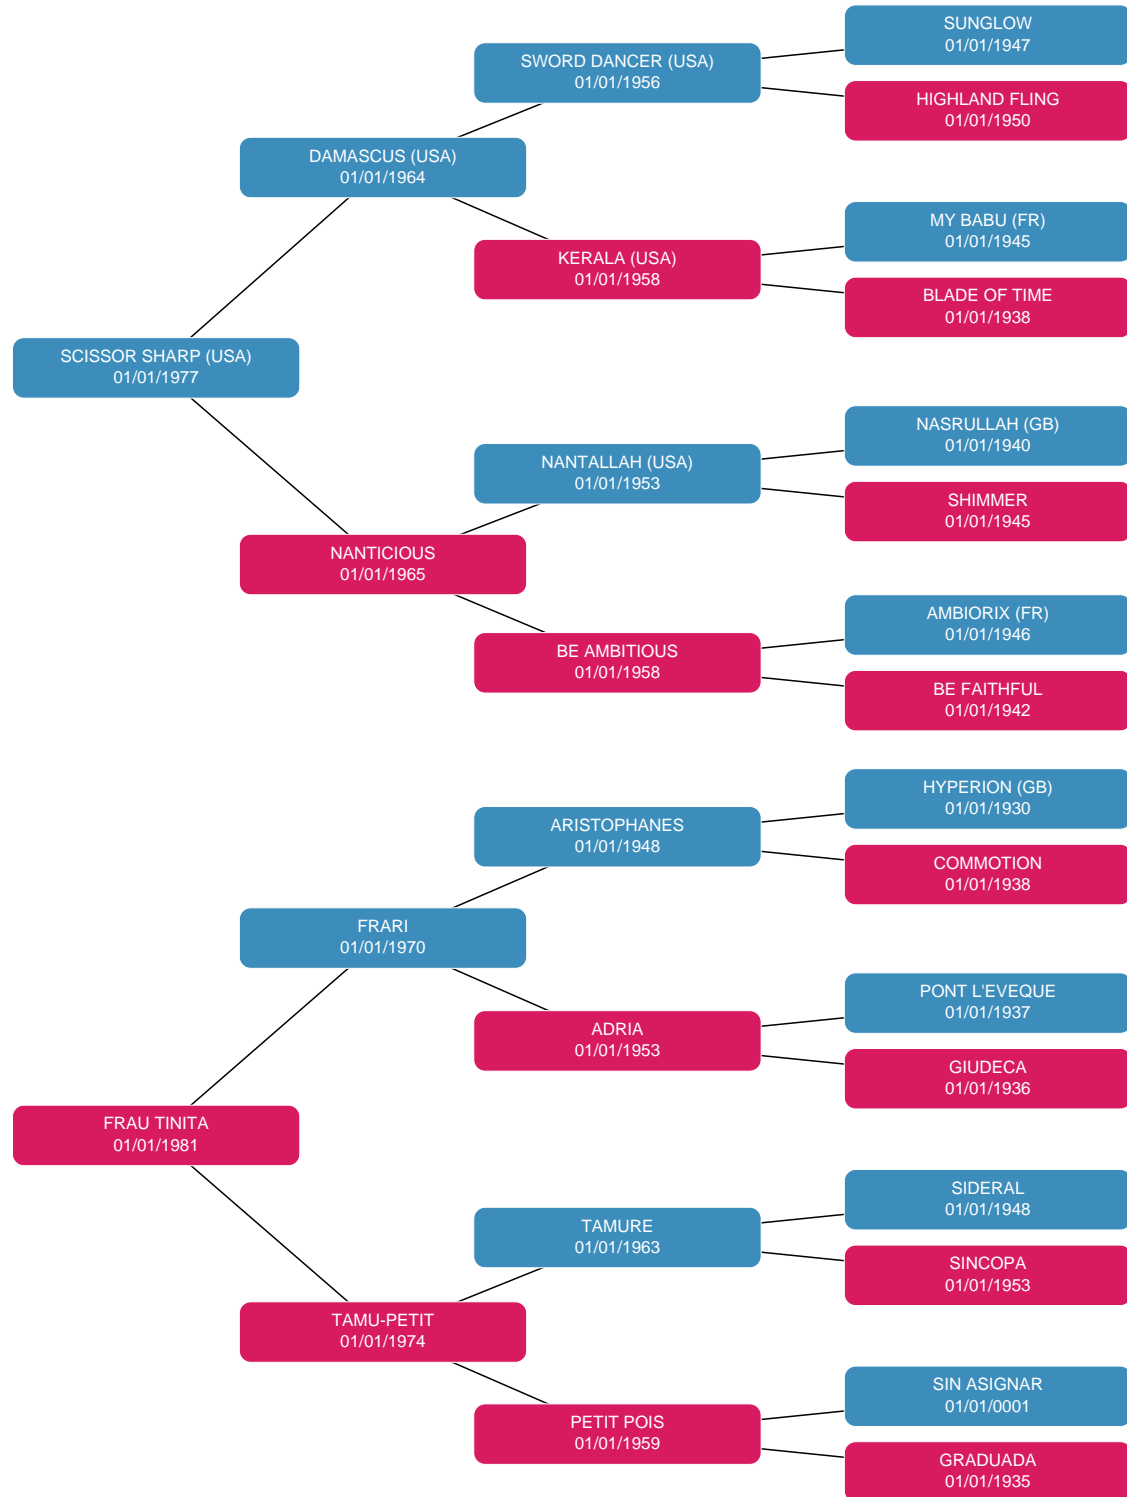 SUNGLOW
01/01/1947
SWORD DANCER (USA)
01/01/1956
HIGHLAND FLING
01/01/1950
DAMASCUS (USA)
01/01/1964
MY BABU (FR)
01/01/1945
KERALA (USA)
01/01/1958
BLADE OF TIME
01/01/1938
SCISSOR SHARP (USA)
01/01/1977
NASRULLAH (GB)
01/01/1940
NANTALLAH (USA)
01/01/1953
SHIMMER
01/01/1945
NANTICIOUS
01/01/1965
AMBIORIX (FR)
01/01/1946
BE AMBITIOUS
01/01/1958
BE FAITHFUL
01/01/1942
HYPERION (GB)
01/01/1930
ARISTOPHANES
01/01/1948
COMMOTION
01/01/1938
FRARI
01/01/1970
PONT L'EVEQUE
01/01/1937
ADRIA
01/01/1953
GIUDECA
01/01/1936
FRAU TINITA
01/01/1981
SIDERAL
01/01/1948
TAMURE
01/01/1963
SINCOPA
01/01/1953
TAMU-PETIT
01/01/1974
SIN ASIGNAR
01/01/0001
PETIT POIS
01/01/1959
GRADUADA
01/01/1935